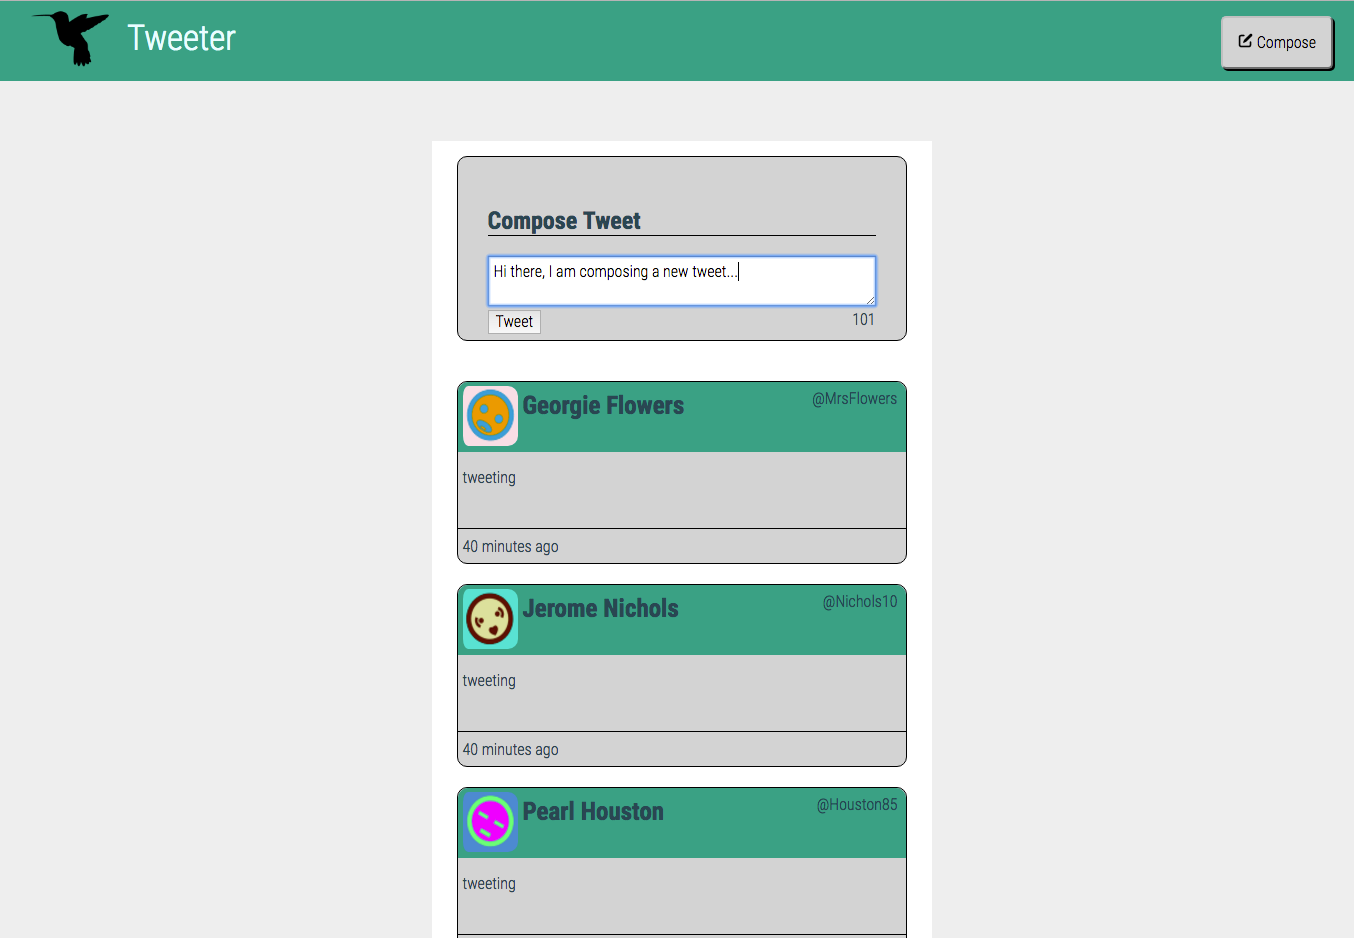 Tweeter
Compose
Compose Tweet
Hi there, I am composing a new tweet...
Tweet
101
Georgie Flowers
@MrsFlowers
tweeting
40 minutes ago
Jerome Nichols
@Nichols10
tweeting
40 minutes ago
Pearl Houston
@Houston85
tweeting